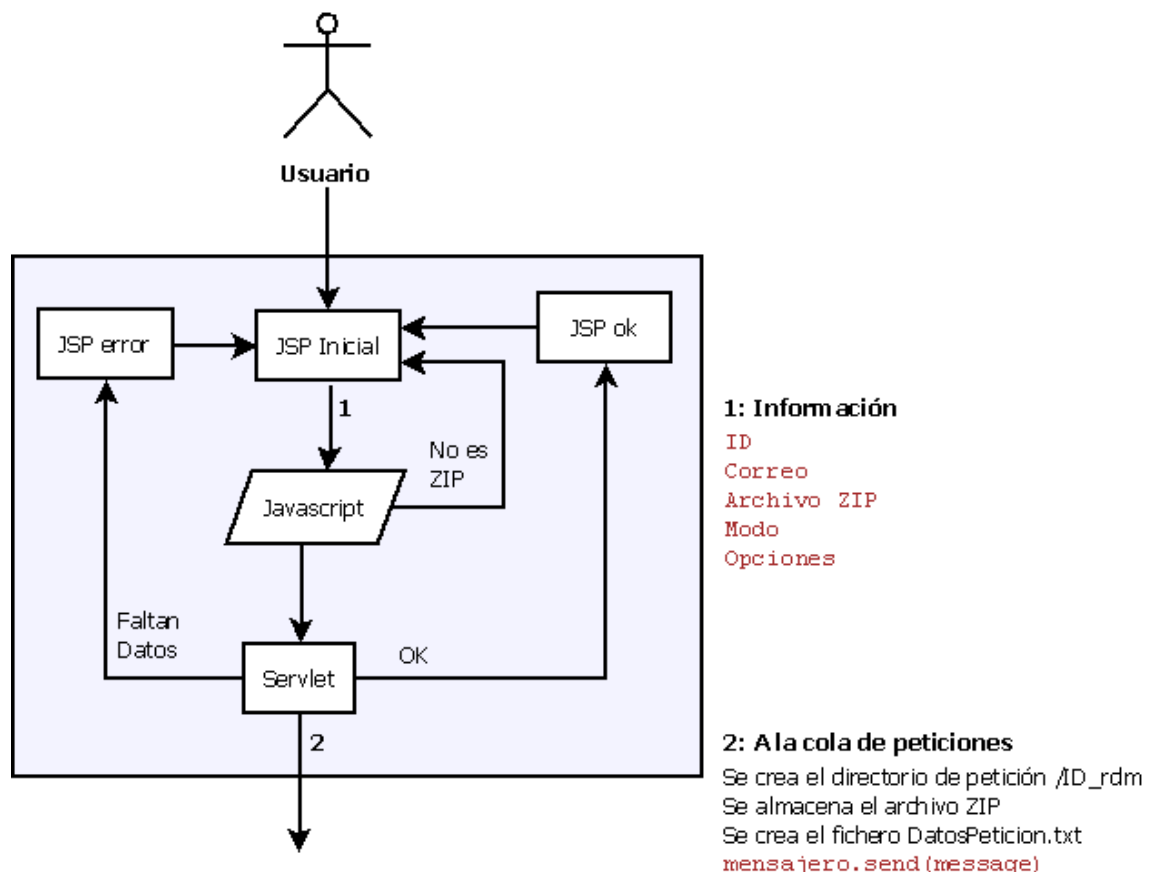 Usuario
JSP error
JSP Inicial
JSP ok
1
No es
ZIP
Javascript
Faltan
Datos
Servlet
OK
2
1: Información
ID
Correo
Archivo ZIP
Modo
Opciones
2: A la cola de peticiones
Se crea el directorio de petición /ID_rdm
Se almacena el archivo ZIP
Se crea el fichero DatosPeticion.txt
mensajero.send(message)